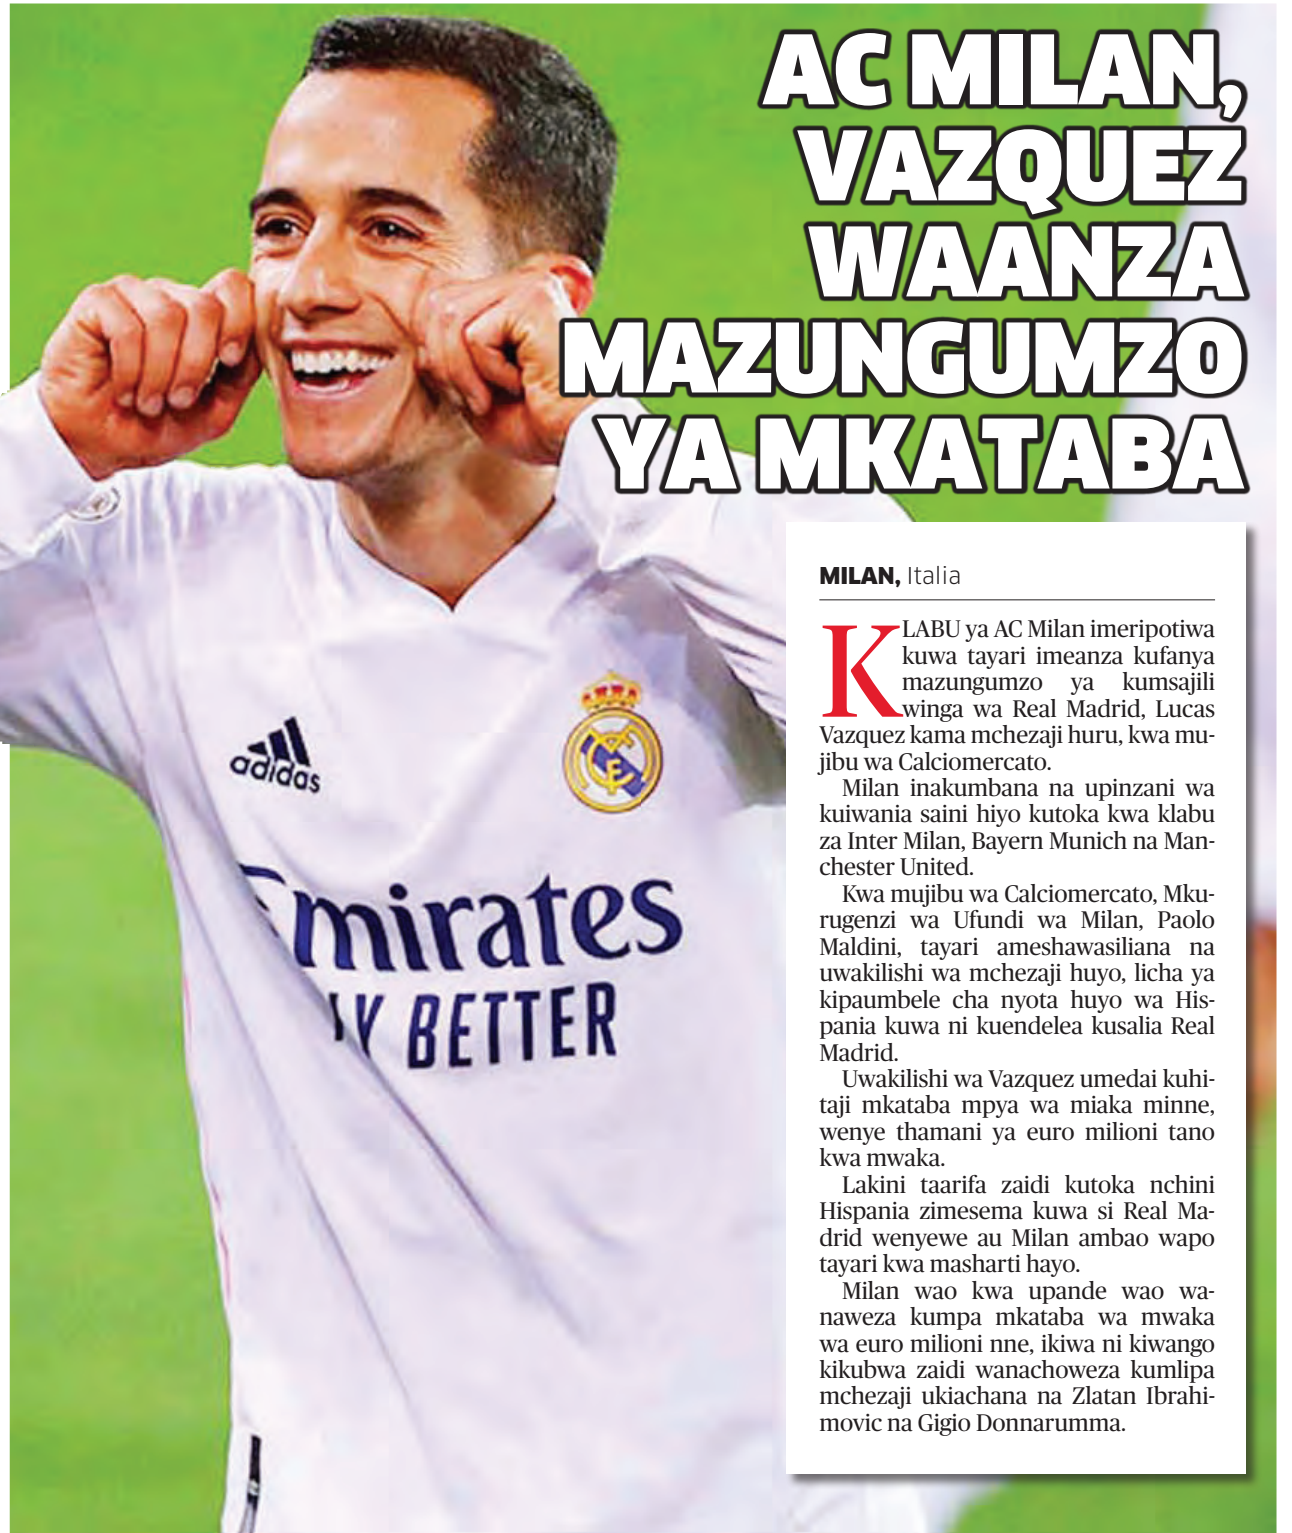 AC MILAN,
VAZQUEZ
WAANZA
MAZUNGUMZO
YA MKATABA
MILAN, Italia
KLABU ya AC Milan imeripotiwa
kuwa tayari imeanza kufanya
mazungumzo ya kumsajili
winga wa Real Madrid, Lucas
Vazquez kama mchezaji huru, kwa mu-
jibu wa Calciomercato.
Milan inakumbana na upinzani wa
kuiwania saini hiyo kutoka kwa klabu
za Inter Milan, Bayern Munich na Man-
chester United.
Kwa mujibu wa Calciomercato, Mku-
rugenzi wa Ufundi wa Milan, Paolo
Maldini, tayari ameshawasiliana na
uwakilishi wa mchezaji huyo, licha ya
kipaumbele cha nyota huyo wa His-
pania kuwa ni kuendelea kusalia Real
Madrid.
Uwakilishi wa Vazquez umedai kuhi-
taji mkataba mpya wa miaka minne,
wenye thamani ya euro milioni tano
kwa mwaka.
Lakini taarifa zaidi kutoka nchini
Hispania zimesema kuwa si Real Ma-
drid wenyewe au Milan ambao wapo
tayari kwa masharti hayo.
Milan wao kwa upande wao wa-
naweza kumpa mkataba wa mwaka
wa euro milioni nne, ikiwa ni kiwango
kikubwa zaidi wanachoweza kumlipa
mchezaji ukiachana na Zlatan Ibrahi-
movic na Gigio Donnarumma.
adidas
Emirates
LY BETTER